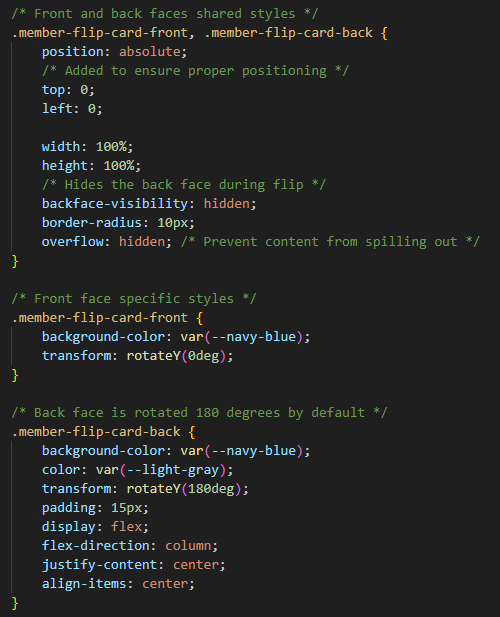 /* Front and back faces shared styles */
.member-flip-card-front, .member-flip-card-back {
position: absolute;
/* Added to ensure proper positioning */
top: 0;
left: 0;
width: 100%;
height: 100%;
/* Hides the back face during flip */
backface-visibility: hidden;
border-radius: 10px;
overflow: hidden; /* Prevent content from spilling out */
}
/* Front face specific styles */
.member-flip-card-front {
background-color: var(--navy-blue);
transform: rotateY(0deg);
}
/* Back face is rotated 180 degrees by default */
.member-flip-card-back {
background-color: var(--navy-blue);
color: var(--light-gray);
transform: rotateY(180deg);
padding: 15px;
display: flex;
flex-direction: column;
justify-content: center;
align-items: center;
}